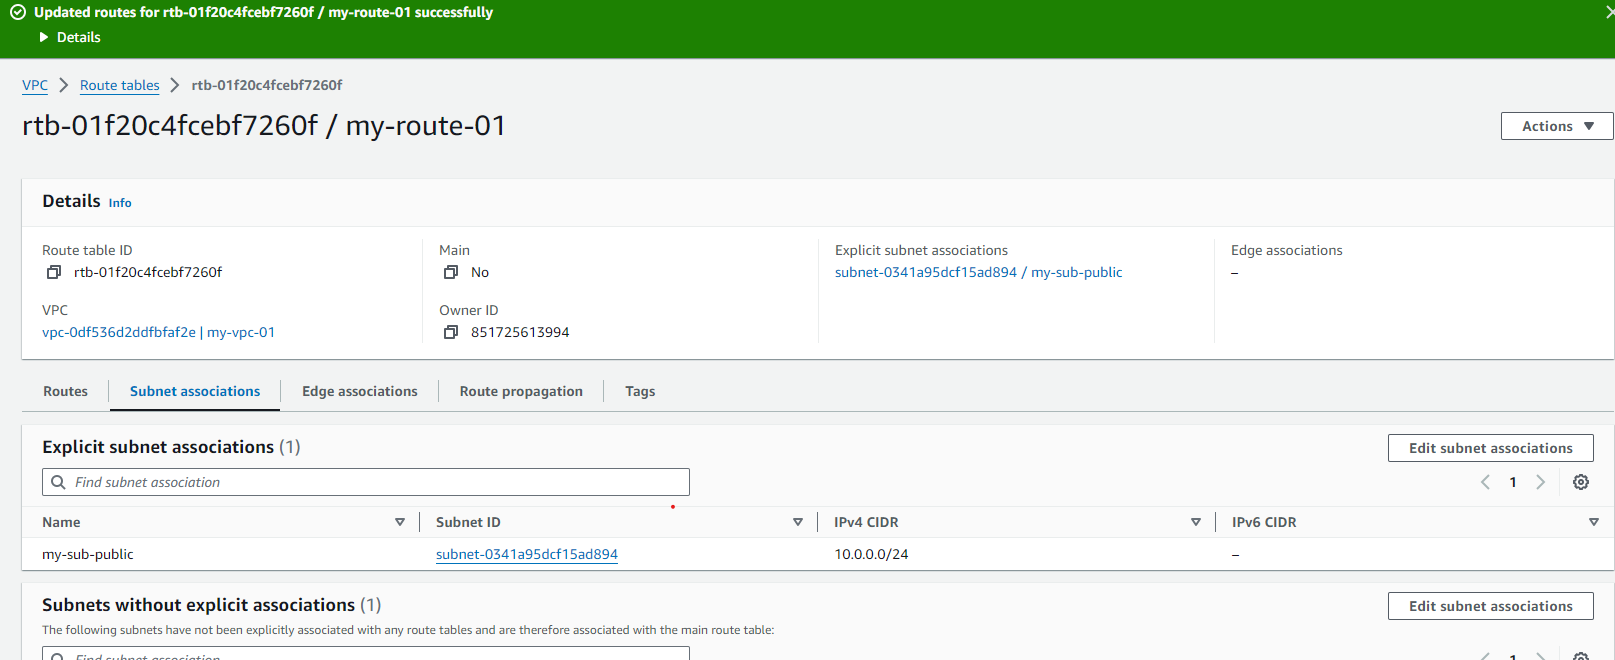 Updated routes for rtb-01f20c4fcebf7260f / my-route-01 successfully
Details
VPC > Route tables > rtb-01f20c4fcebf7260f
rtb-01f20c4fcebf7260f / my-route-01
Actions
Details Info
Route table ID
rtb-01f20c4fcebf7260f
VPC
vpc-0df536d2ddfbfaf2e | my-vpc-01
Main
No
Owner ID
851725613994
Explicit subnet associations
subnet-0341a95dcf15ad894 / my-sub-public
Edge associations
–
Routes Subnet associations Edge associations Route propagation Tags
Explicit subnet associations (1)
Edit subnet associations
Find subnet association
1
Name Subnet ID IPv4 CIDR IPv6 CIDR
my-sub-public subnet-0341a95dcf15ad894 10.0.0.0/24 –
Subnets without explicit associations (1)
Edit subnet associations
The following subnets have not been explicitly associated with any route tables and are therefore associated with the main route table:
Find subnet association
1